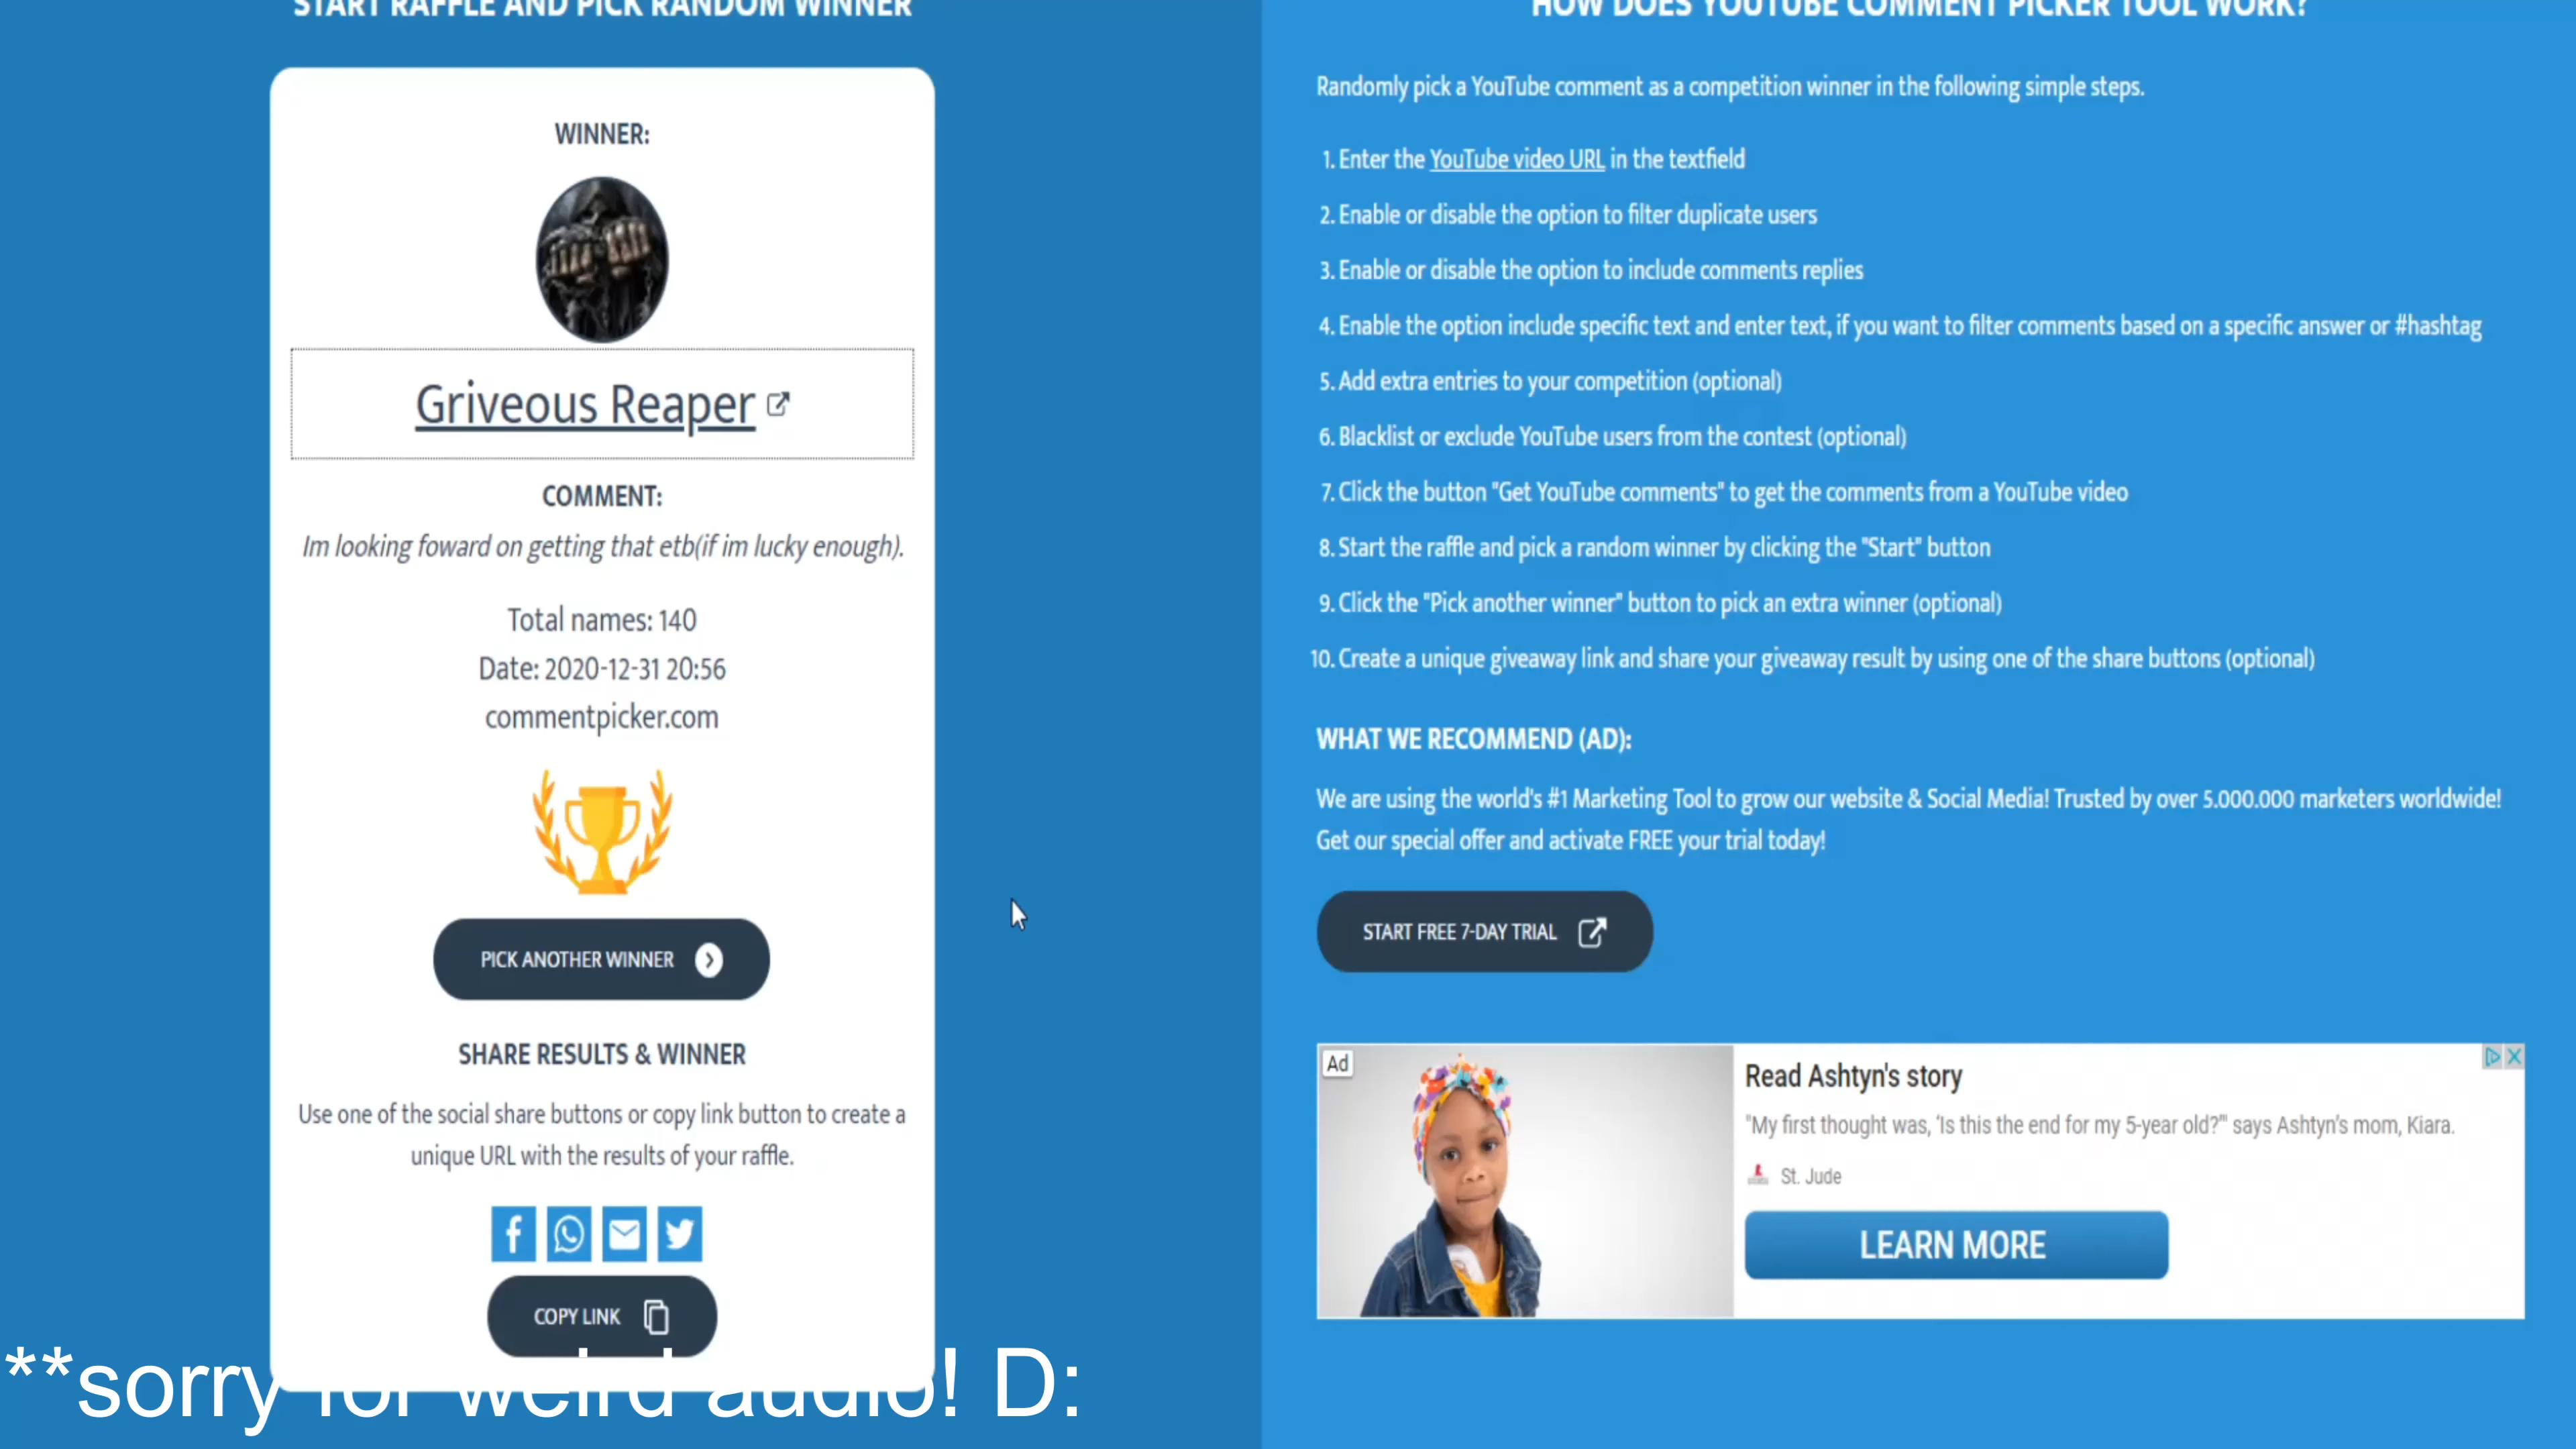 START RAFFLE AND PICK RANDOM WINNER
WINNER:
Griveous Reaper
COMMENT:
Im looking foward on getting that etb(if im lucky enough).
Total names: 140
Date: 2020-12-31 20:56
commentpicker.com
PICK ANOTHER WINNER
SHARE RESULTS & WINNER
Use one of the social share buttons or copy link button to create a
unique URL with the results of your raffle.
COPY LINK
**sorry for weird audio! D:
HOW DOES YOUTUBE COMMENT PICKER TOOL WORK?
Randomly pick a YouTube comment as a competition winner in the following simple steps.
1. Enter the YouTube video URL in the textfield
2. Enable or disable the option to filter duplicate users
3. Enable or disable the option to include comments replies
4. Enable the option include specific text and enter text, if you want to filter comments based on a specific answer or #hashtag
5. Add extra entries to your competition (optional)
6. Blacklist or exclude YouTube users from the contest (optional)
7. Click the button "Get YouTube comments" to get the comments from a YouTube video
8. Start the raffle and pick a random winner by clicking the "Start" button
9. Click the "Pick another winner" button to pick an extra winner (optional)
10. Create a unique giveaway link and share your giveaway result by using one of the share buttons (optional)
WHAT WE RECOMMEND (AD):
We are using the world's #1 Marketing Tool to grow our website & Social Media! Trusted by over 5.000.000 marketers worldwide!
Get our special offer and activate FREE your trial today!
START FREE 7-DAY TRIAL
Ad
Read Ashtyn's story
"My first thought was, 'Is this the end for my 5-year old?'" says Ashtyn's mom, Kiara.
St. Jude
LEARN MORE